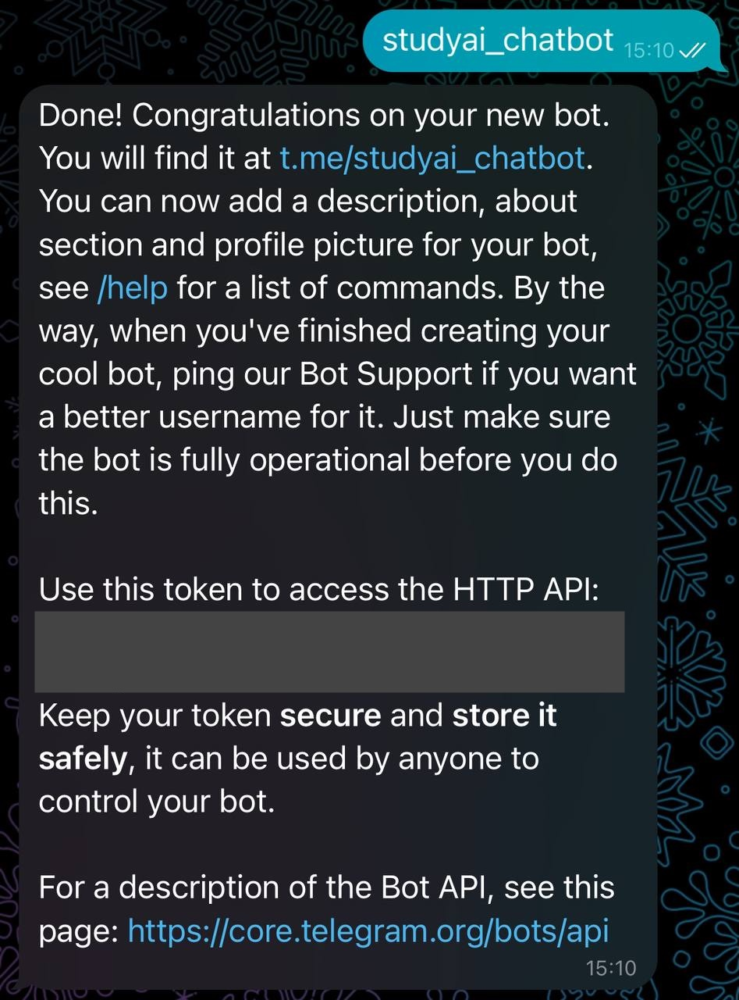 studyai_chatbot 15:10
Done! Congratulations on your new bot.
You will find it at t.me/studyai_chatbot.
You can now add a description, about
section and profile picture for your bot,
see /help for a list of commands. By the
way, when you've finished creating your
cool bot, ping our Bot Support if you want
a better username for it. Just make sure
the bot is fully operational before you do
this.
Use this token to access the HTTP API:
Keep your token secure and store it
safely, it can be used by anyone to
control your bot.
For a description of the Bot API, see this
page: https://core.telegram.org/bots/api
15:10